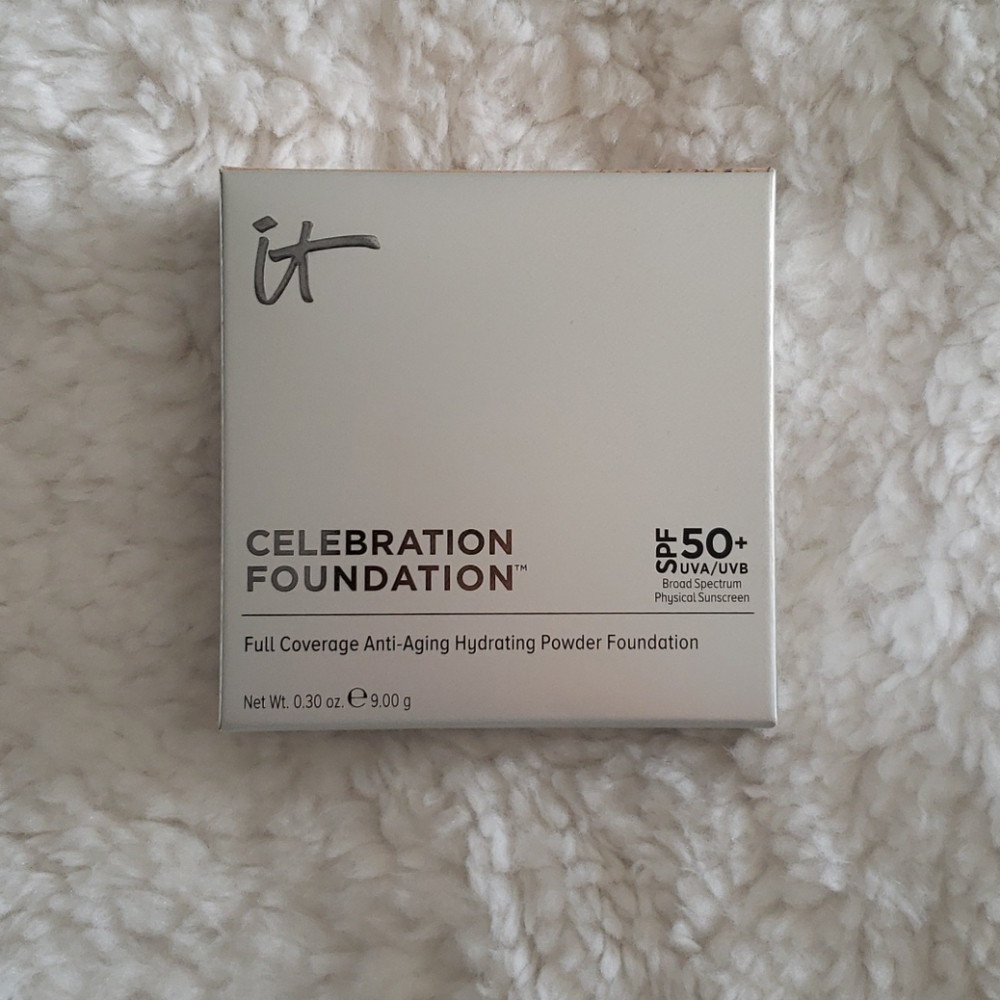 it
CELEBRATION
FOUNDATION™
SPF 50+
UVA/UVB
Broad Spectrum
Physical Sunscreen
Full Coverage Anti-Aging Hydrating Powder Foundation
Net Wt. 0.30 oz. ℮ 9.00 g